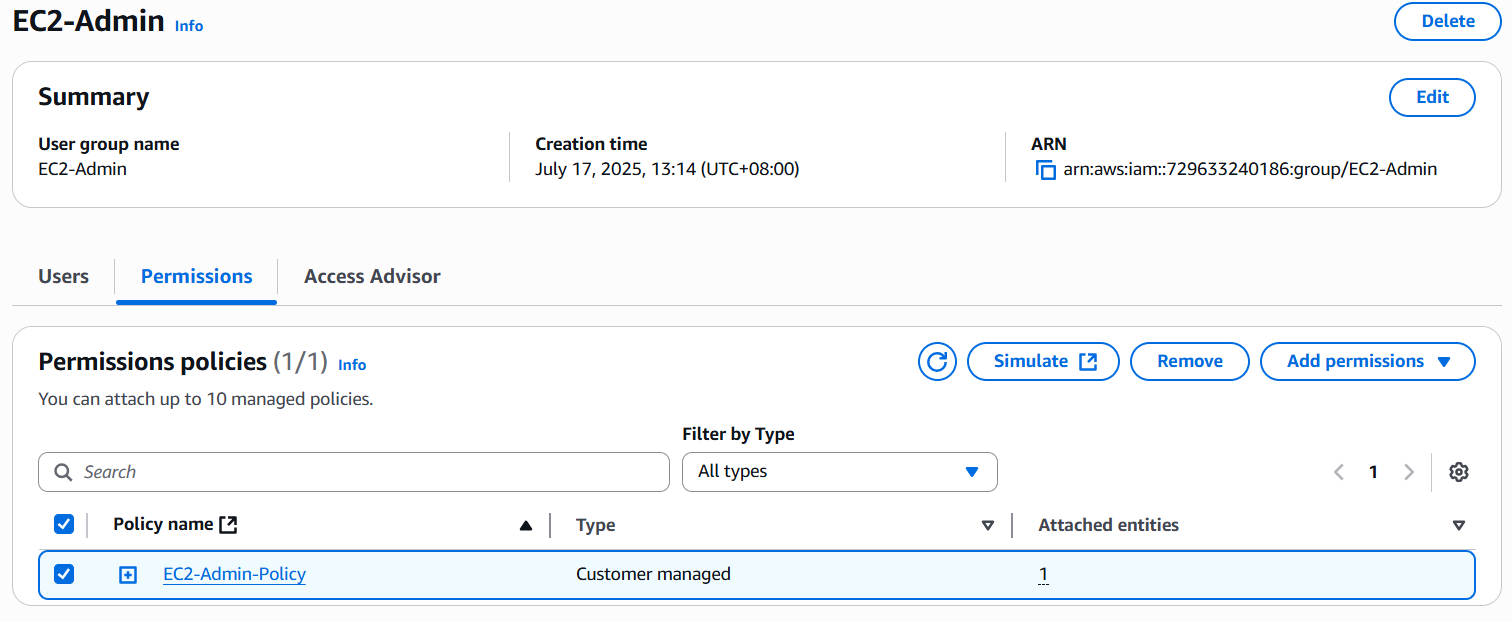 EC2-Admin Info
Delete
Summary
Edit
User group name
EC2-Admin
Creation time
July 17, 2025, 13:14 (UTC+08:00)
ARN
arn:aws:iam::729633240186:group/EC2-Admin
Users
Permissions
Access Advisor
Permissions policies (1/1) Info
Simulate
Remove
Add permissions
You can attach up to 10 managed policies.
Filter by Type
Search
All types
1
Policy name
Type
Attached entities
EC2-Admin-Policy
Customer managed
1